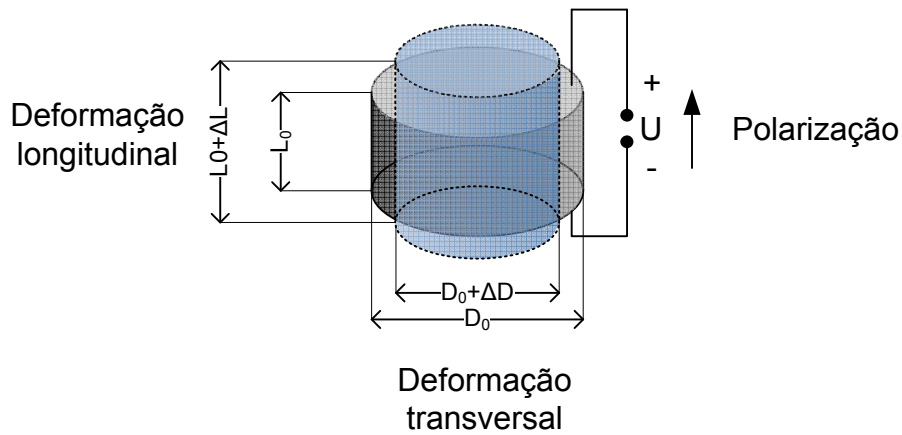 Deformação
longitudinal
L0+ΔL
L₀
+
U
-
Polarização
D₀+ΔD
D₀
Deformação
transversal